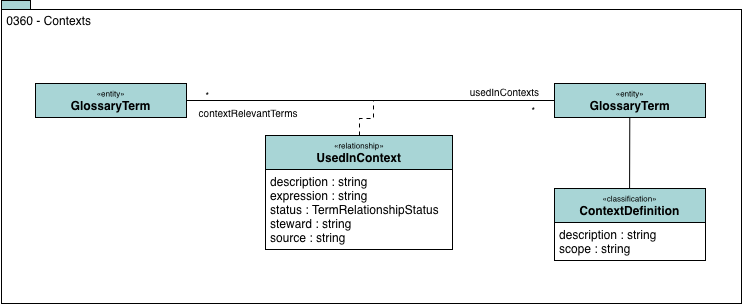 0360 - Contexts
«entity»
GlossaryTerm
*
contextRelevantTerms
usedInContexts
*
«entity»
GlossaryTerm
«relationship»
UsedInContext
description : string
expression : string
status : TermRelationshipStatus
steward : string
source : string
«classification»
ContextDefinition
description : string
scope : string